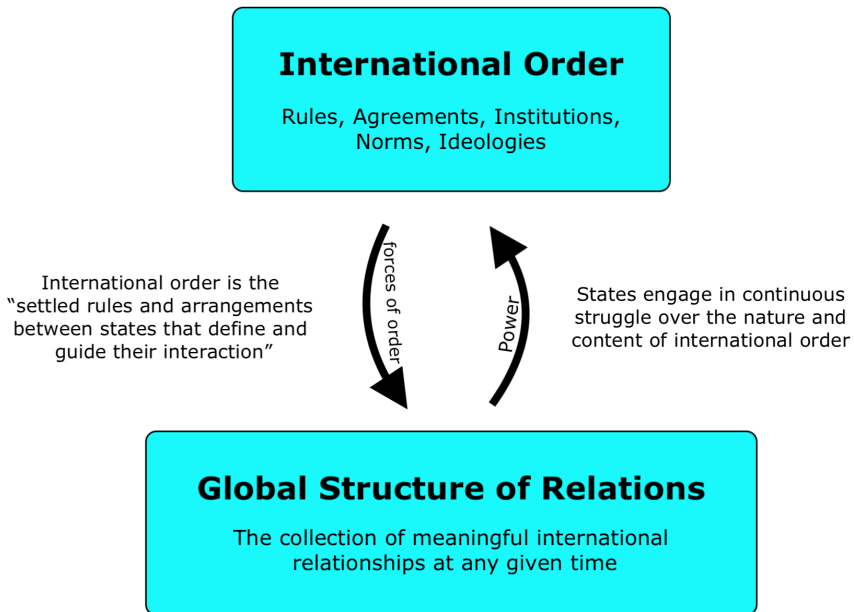 International Order
Rules, Agreements, Institutions,
Norms, Ideologies
forces of order
Power
International order is the
“settled rules and arrangements
between states that define and
guide their interaction”
States engage in continuous
struggle over the nature and
content of international order
Global Structure of Relations
The collection of meaningful international
relationships at any given time